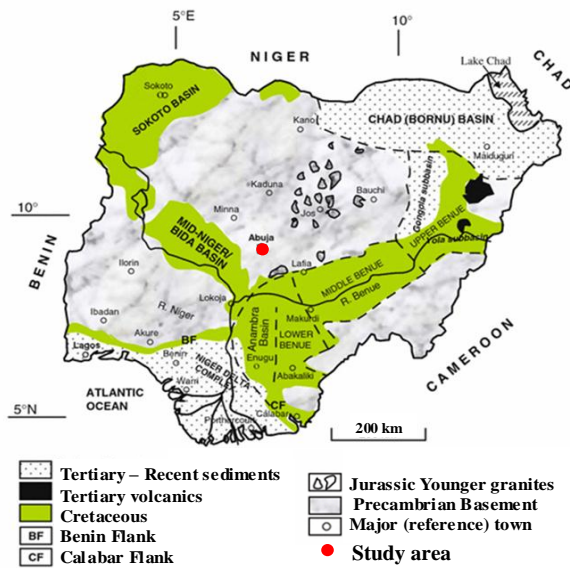 5°E
10°
NIGER
CHAD
Lake Chad
Sokoto
SOKOTO BASIN
Kano
CHAD (BORNU) BASIN
Maiduguri
Kaduna
Bauchi
Gongola subbasin
Minna
Jos
10°
MID-NIGER/
BIDA BASIN
Abuja
UPPER BENUE
Yola subbasin
BENIN
Ilorin
Lafia
MIDDLE BENUE
R. Niger
Lokoja
R. Benue
Makurdi
Ibadan
Anambra
Basin
LOWER
BENUE
CAMEROON
Akure
BF
Lagos
Benin
Enugu
Abakaliki
NIGER DELTA
COMPLEX
Warri
ATLANTIC
OCEAN
CF
Calabar
5°N
Portharcourt
200 km
Tertiary – Recent sediments
Tertiary volcanics
Cretaceous
BF Benin Flank
CF Calabar Flank
Jurassic Younger granites
Precambrian Basement
Major (reference) town
Study area